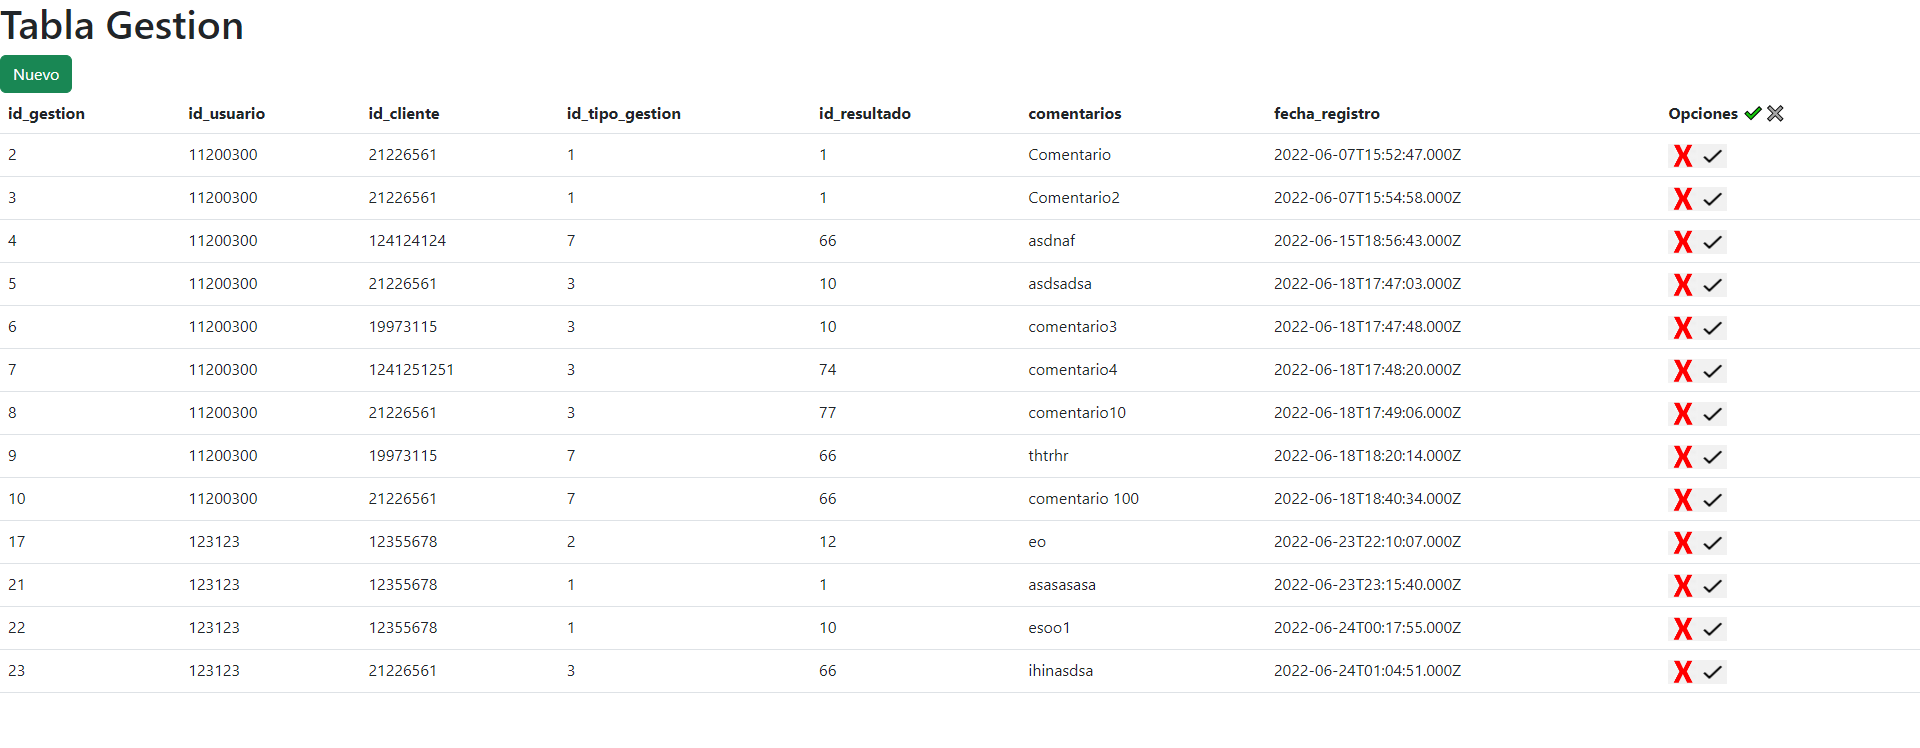 Tabla Gestion
Nuevo
id_gestion id_usuario id_cliente id_tipo_gestion id_resultado comentarios fecha_registro Opciones ✔ ✖
2 11200300 21226561 1 1 Comentario 2022-06-07T15:52:47.000Z
3 11200300 21226561 1 1 Comentario2 2022-06-07T15:54:58.000Z
4 11200300 124124124 7 66 asdnaf 2022-06-15T18:56:43.000Z
5 11200300 21226561 3 10 asdsadsa 2022-06-18T17:47:03.000Z
6 11200300 19973115 3 10 comentario3 2022-06-18T17:47:48.000Z
7 11200300 1241251251 3 74 comentario4 2022-06-18T17:48:20.000Z
8 11200300 21226561 3 77 comentario10 2022-06-18T17:49:06.000Z
9 11200300 19973115 7 66 thtrhr 2022-06-18T18:20:14.000Z
10 11200300 21226561 7 66 comentario 100 2022-06-18T18:40:34.000Z
17 123123 12355678 2 12 eo 2022-06-23T22:10:07.000Z
21 123123 12355678 1 1 asasasasa 2022-06-23T23:15:40.000Z
22 123123 12355678 1 10 esoo1 2022-06-24T00:17:55.000Z
23 123123 21226561 3 66 ihinasdsa 2022-06-24T01:04:51.000Z